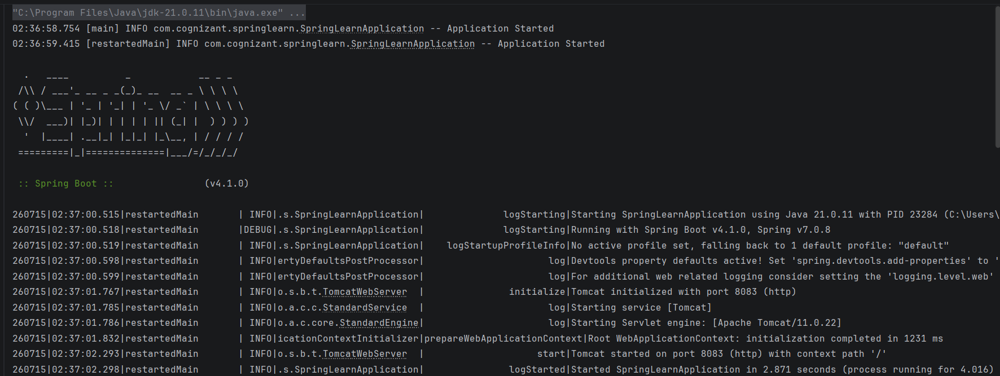 "C:\Program Files\Java\jdk-21.0.11\bin\java.exe" ...
02:36:58.754 [main] INFO com.cognizant.springlearn.SpringLearnApplication -- Application Started
02:36:59.415 [restartedMain] INFO com.cognizant.springlearn.SpringLearnApplication -- Application Started

  .   ____          _            __ _ _
 /\\ / ___'_ __ _ _(_)_ __  __ _ \ \ \ \
( ( )\___ | '_ | '_| | '_ \/ _` | \ \ \ \
 \\/  ___)| |_)| | | | | || (_| |  ) ) ) )
  '  |____| .__|_| |_|_| |_\__, | / / / /
 =========|_|==============|___/=/_/_/_/

 :: Spring Boot ::                (v4.1.0)

260715|02:37:00.515|restartedMain       | INFO|.s.SpringLearnApplication|              logStarting|Starting SpringLearnApplication using Java 21.0.11 with PID 23284 (C:\Users\
260715|02:37:00.518|restartedMain       |DEBUG|.s.SpringLearnApplication|              logStarting|Running with Spring Boot v4.1.0, Spring v7.0.8
260715|02:37:00.519|restartedMain       | INFO|.s.SpringLearnApplication|    logStartupProfileInfo|No active profile set, falling back to 1 default profile: "default"
260715|02:37:00.598|restartedMain       | INFO|ertyDefaultsPostProcessor|                      log|Devtools property defaults active! Set 'spring.devtools.add-properties' to '
260715|02:37:00.599|restartedMain       | INFO|ertyDefaultsPostProcessor|                      log|For additional web related logging consider setting the 'logging.level.web'
260715|02:37:01.767|restartedMain       | INFO|o.s.b.t.TomcatWebServer  |               initialize|Tomcat initialized with port 8083 (http)
260715|02:37:01.785|restartedMain       | INFO|o.a.c.c.StandardService  |                      log|Starting service [Tomcat]
260715|02:37:01.786|restartedMain       | INFO|o.a.c.core.StandardEngine|                      log|Starting Servlet engine: [Apache Tomcat/11.0.22]
260715|02:37:01.832|restartedMain       | INFO|icationContextInitializer|prepareWebApplicationContext|Root WebApplicationContext: initialization completed in 1231 ms
260715|02:37:02.293|restartedMain       | INFO|o.s.b.t.TomcatWebServer  |                    start|Tomcat started on port 8083 (http) with context path '/'
260715|02:37:02.298|restartedMain       | INFO|.s.SpringLearnApplication|               logStarted|Started SpringLearnApplication in 2.871 seconds (process running for 4.016)